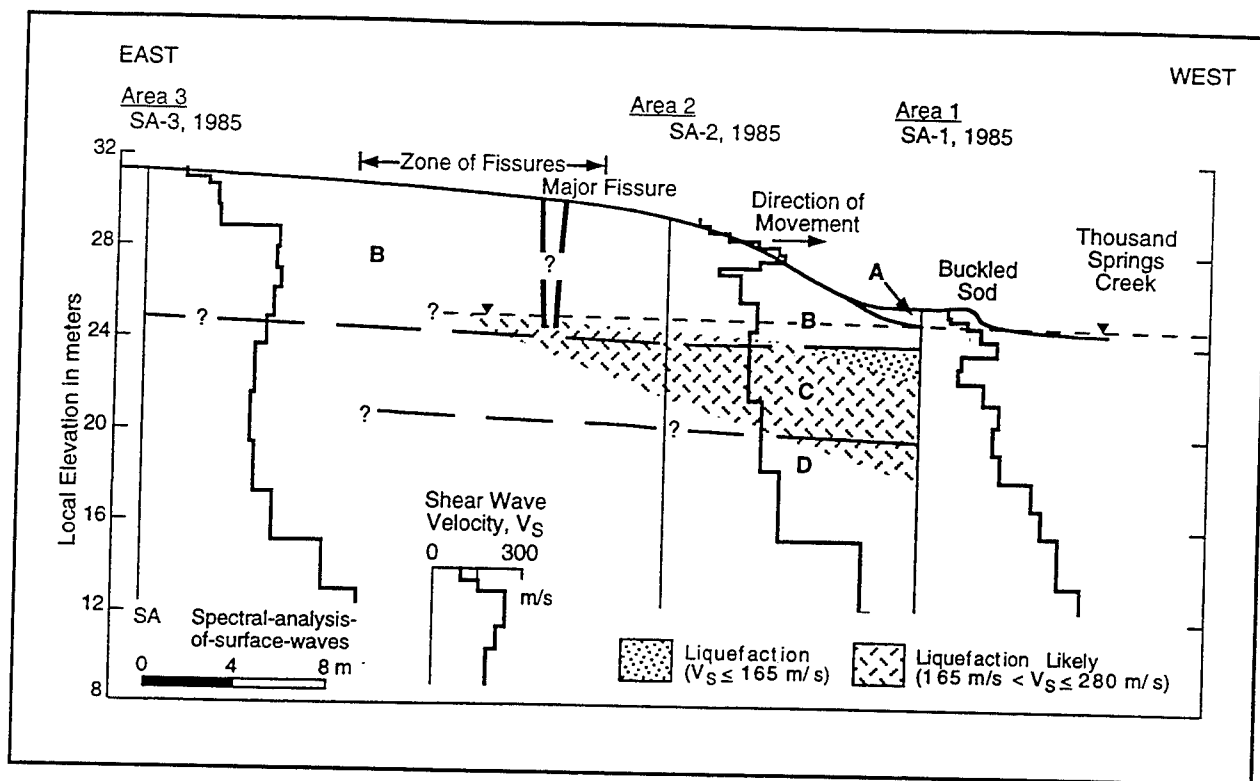 EAST
WEST
Area 3
SA-3, 1985
Area 2
SA-2, 1985
Area 1
SA-1, 1985
Zone of Fissures
Major Fissure
Direction of
Movement
Thousand
Springs
Creek
Buckled
Sod
A
B
B
C
D
?
?
?
?
?
Local Elevation in meters
32
28
24
20
16
12
8
Shear Wave
Velocity, VS
0 300
m/s
SA Spectral-analysis-
of-surface-waves
0 4 8 m
Liquefaction
(VS ≤ 165 m/s)
Liquefaction Likely
(165 m/s < VS ≤ 280 m/s)